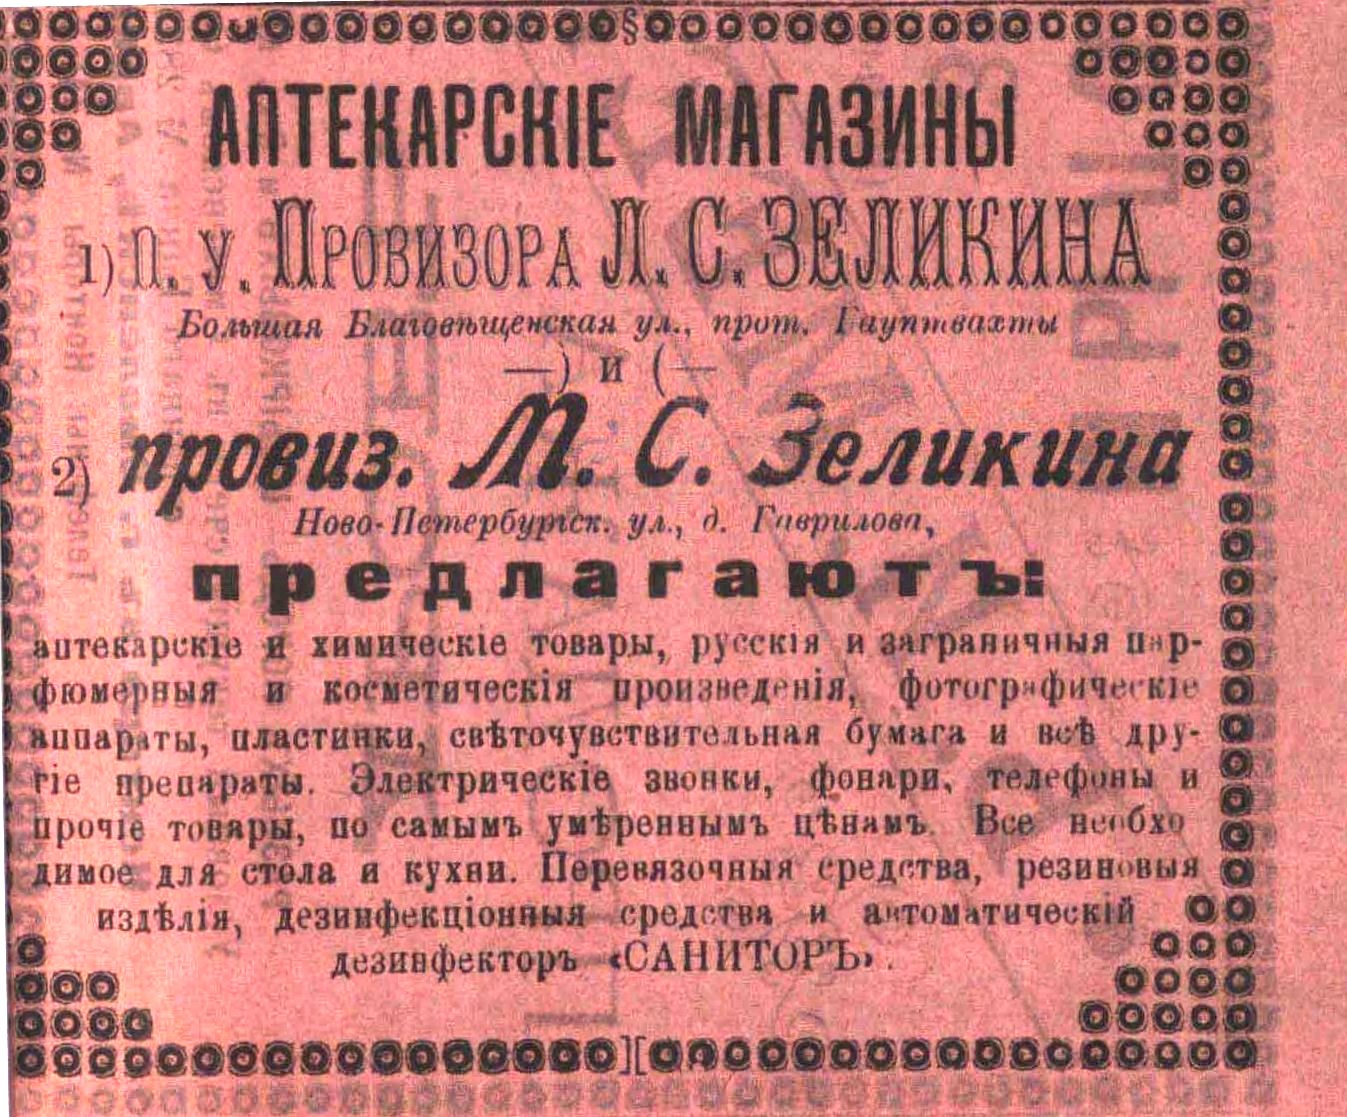 АПТЕКАРСКІЕ МАГАЗИНЫ
1) П. У. ПРОВИЗОРА Л. С. ЗЕЛИКИНА
Большая Благовѣщенская ул., прот. Гауптвахты
—) и (—
2) провиз. М. С. Зеликина
Ново-Петербургск. ул., д. Гаврилова,
предлагаютъ:
аптекарскіе и химическіе товары, русскія и заграничныя пар-
фюмерныя и косметическія произведенія, фотографическіе
аппараты, пластинки, свѣточувствительная бумага и всѣ дру-
гіе препараты. Электрическіе звонки, фонари, телефоны и
прочіе товары, по самымъ умѣреннымъ цѣнамъ. Все необхо
димое для стола и кухни. Перевязочныя средства, резиновыя
издѣлія, дезинфекціонныя средства и автоматическій
дезинфекторъ «САНИТОРЪ».